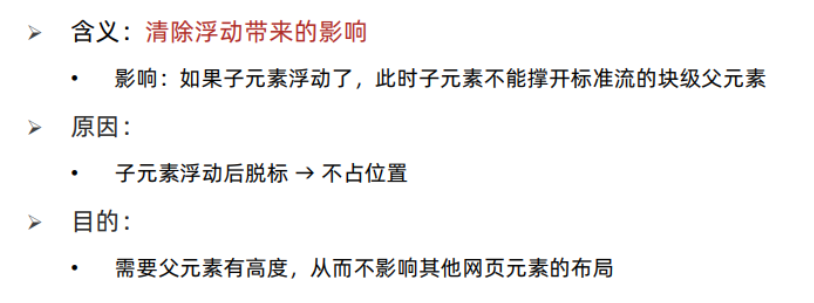 ➢ 含义：清除浮动带来的影响
• 影响：如果子元素浮动了，此时子元素不能撑开标准流的块级父元素
➢ 原因：
• 子元素浮动后脱标 → 不占位置
➢ 目的：
• 需要父元素有高度，从而不影响其他网页元素的布局